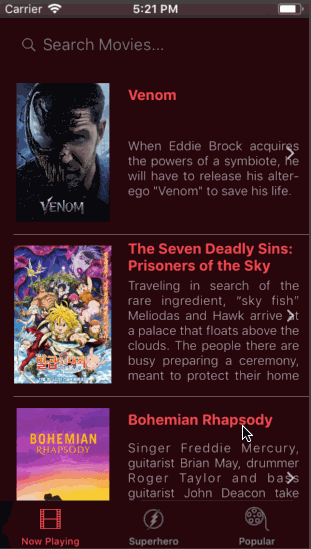 Carrier
5:21 PM
Search Movies...
Venom
When Eddie Brock acquires
the powers of a symbiote, he
will have to release his alter-
ego "Venom" to save his life.
VENOM
The Seven Deadly Sins:
Prisoners of the Sky
Traveling in search of the
rare ingredient, "sky fish"
Meliodas and Hawk arrive at
a palace that floats above the
clouds. The people there are
busy preparing a ceremony,
meant to protect their home
Bohemian Rhapsody
Singer Freddie Mercury,
guitarist Brian May, drummer
Roger Taylor and bass
guitarist John Deacon take
BOHEMIAN
RHAPSODY
Now Playing
Superhero
Popular